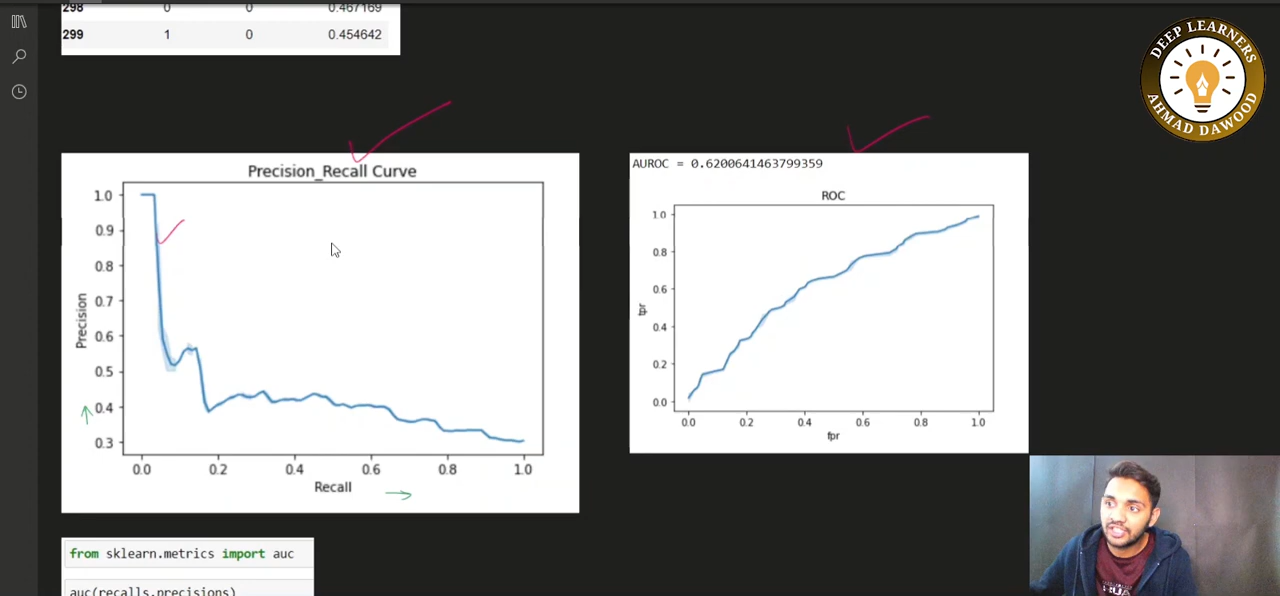 298 0 0 0.467169
299 1 0 0.454642
DEEP LEARNERS
AHMAD DAWOOD
Precision_Recall Curve
1.0
0.9
0.8
0.7
0.6
0.5
0.4
0.3
Precision
0.0 0.2 0.4 0.6 0.8 1.0
Recall
AUROC = 0.6200641463799359
ROC
1.0
0.8
0.6
0.4
0.2
0.0
tpr
0.0 0.2 0.4 0.6 0.8 1.0
fpr
from sklearn.metrics import auc
auc(recalls,precisions)